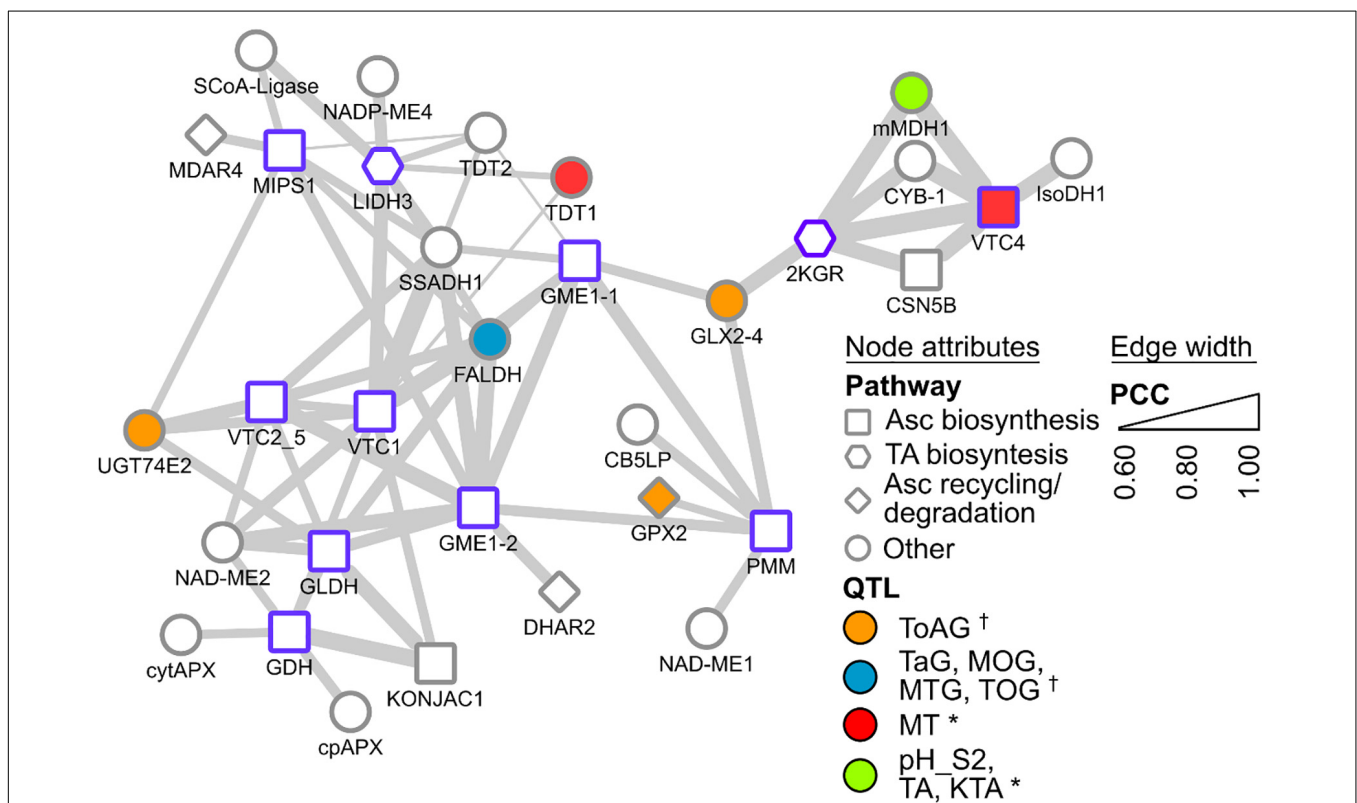 SCoA-Ligase
NADP-ME4
mMDH1
MDAR4
MIPS1
LIDH3
TDT2
TDT1
CYB-1
IsoDH1
VTC4
2KGR
CSN5B
SSADH1
GME1-1
GLX2-4
FALDH
VTC2_5
VTC1
UGT74E2
CB5LP
GPX2
PMM
NAD-ME2
GLDH
GME1-2
DHAR2
NAD-ME1
cytAPX
GDH
KONJAC1
cpAPX
Node attributes
Pathway
Asc biosynthesis
TA biosyntesis
Asc recycling/
degradation
Other
QTL
ToAG †
TaG, MOG,
MTG, TOG †
MT *
pH_S2,
TA, KTA *
Edge width
PCC
0.60
0.80
1.00